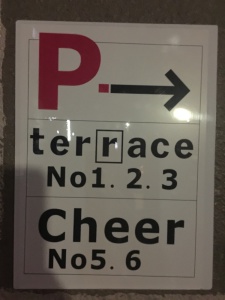 P→
terrace
No1. 2. 3
Cheer
No5. 6